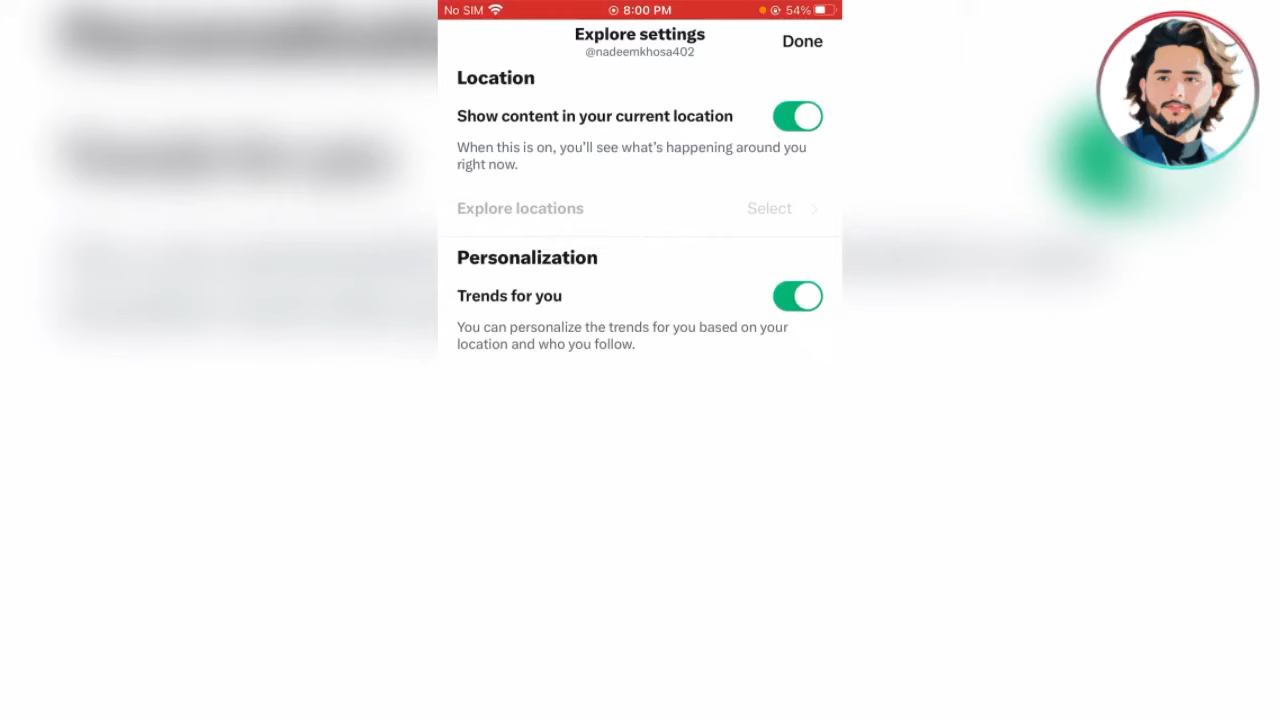 No SIM 8:00 PM 54%
Explore settings
@nadeemkhosa402
Done
Location
Show content in your current location
When this is on, you’ll see what’s happening around you
right now.
Explore locations Select
Personalization
Trends for you
You can personalize the trends for you based on your
location and who you follow.